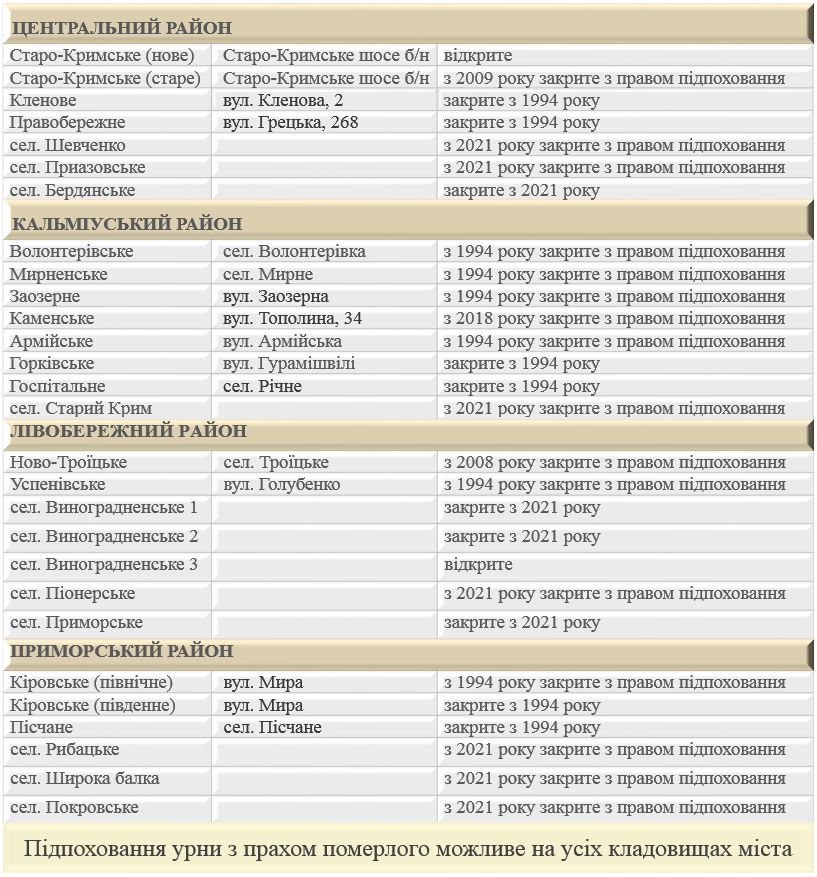 ЦЕНТРАЛЬНИЙ РАЙОН
Старо-Кримське (нове) Старо-Кримське шосе б/н відкрите
Старо-Кримське (старе) Старо-Кримське шосе б/н з 2009 року закрите з правом підпоховання
Кленове вул. Кленова, 2 закрите з 1994 року
Правобережне вул. Грецька, 268 закрите з 1994 року
сел. Шевченко з 2021 року закрите з правом підпоховання
сел. Приазовське з 2021 року закрите з правом підпоховання
сел. Бердянське закрите з 2021 року
КАЛЬМІУСЬКИЙ РАЙОН
Волонтерівське сел. Волонтерівка з 1994 року закрите з правом підпоховання
Мирненське сел. Мирне з 1994 року закрите з правом підпоховання
Заозерне вул. Заозерна з 1994 року закрите з правом підпоховання
Каменське вул. Тополина, 34 з 2018 року закрите з правом підпоховання
Армійське вул. Армійська з 1994 року закрите з правом підпоховання
Горківське вул. Гурамішвілі закрите з 1994 року
Госпітальне сел. Річне закрите з 1994 року
сел. Старий Крим з 2021 року закрите з правом підпоховання
ЛІВОБЕРЕЖНИЙ РАЙОН
Ново-Троїцьке сел. Троїцьке з 2008 року закрите з правом підпоховання
Успенівське вул. Голубенко з 1994 року закрите з правом підпоховання
сел. Виноградненське 1 закрите з 2021 року
сел. Виноградненське 2 закрите з 2021 року
сел. Виноградненське 3 відкрите
сел. Піонерське з 2021 року закрите з правом підпоховання
сел. Приморське закрите з 2021 року
ПРИМОРСЬКИЙ РАЙОН
Кіровське (північне) вул. Мира з 1994 року закрите з правом підпоховання
Кіровське (південне) вул. Мира закрите з 1994 року
Пісчане сел. Пісчане закрите з 1994 року
сел. Рибацьке з 2021 року закрите з правом підпоховання
сел. Широка балка з 2021 року закрите з правом підпоховання
сел. Покровське з 2021 року закрите з правом підпоховання
Підпоховання урни з прахом померлого можливе на усіх кладовищах міста